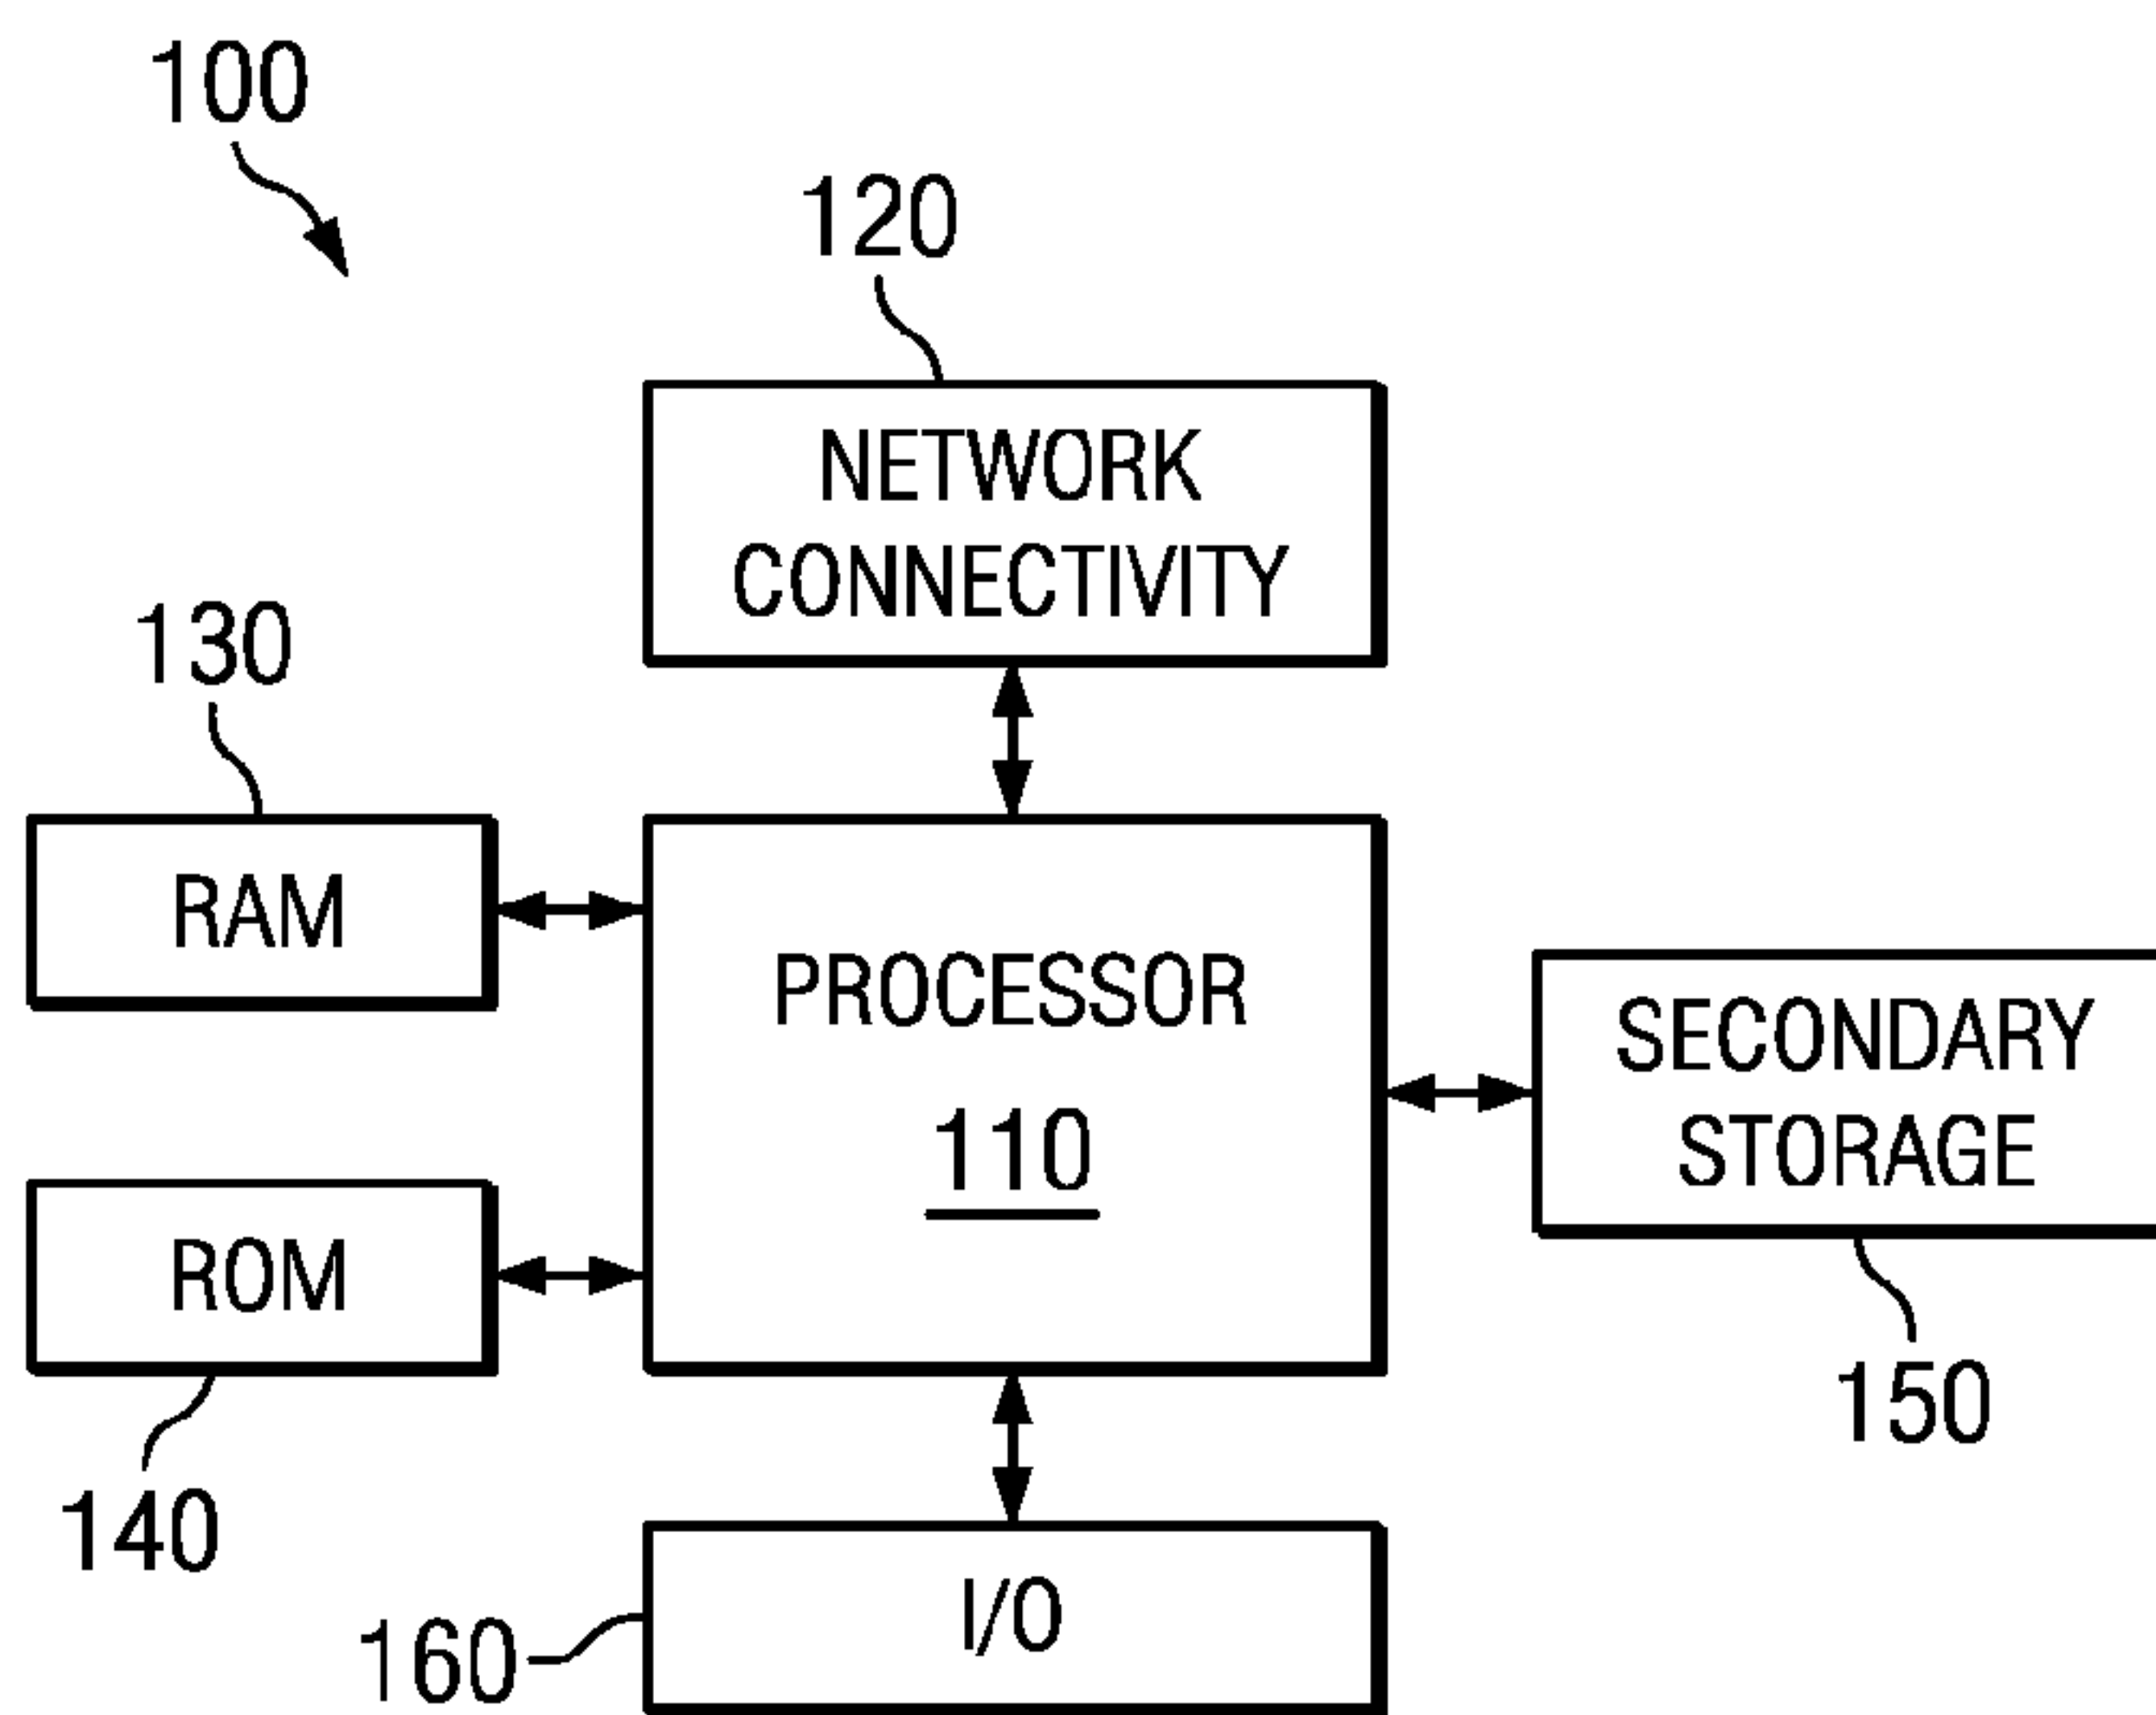 100
120
NETWORK
CONNECTIVITY
130
RAM
PROCESSOR
110
SECONDARY
STORAGE
150
ROM
140
I/O
160